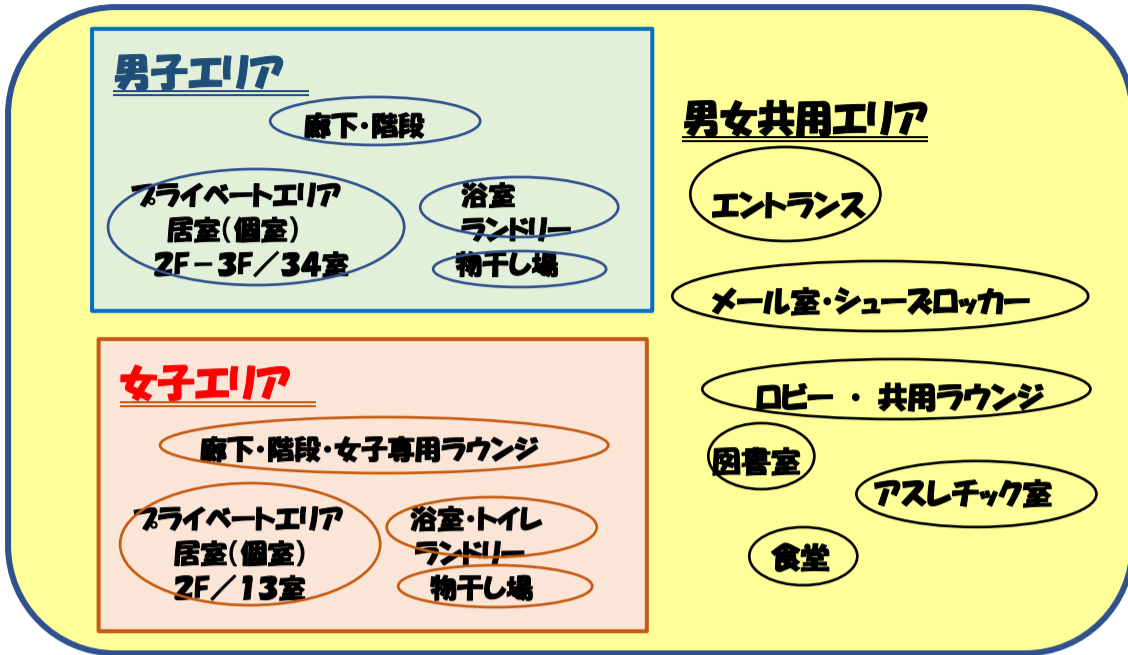 男子エリア
廊下・階段
プライベートエリア
居室(個室)
2F-3F/34室
浴室
ランドリー
物干し場
女子エリア
廊下・階段・女子専用ラウンジ
プライベートエリア
居室(個室)
2F/13室
浴室・トイレ
ランドリー
物干し場
男女共用エリア
エントランス
メール室・シューズロッカー
ロビー ・ 共用ラウンジ
図書室
アスレチック室
食堂